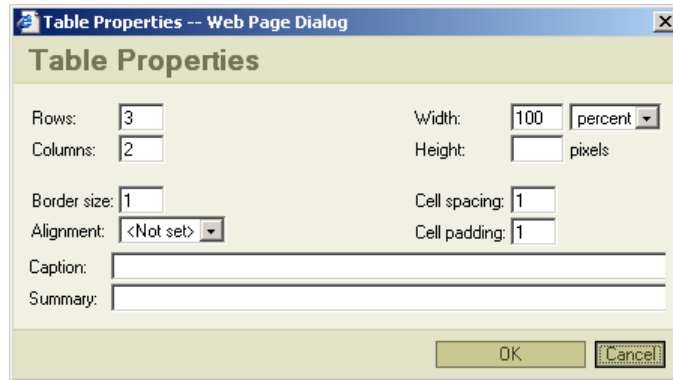 Table Properties -- Web Page Dialog
Table Properties
Rows: 3 Width: 100 percent
Columns: 2 Height: pixels
Border size: 1 Cell spacing: 1
Alignment: <Not set> Cell padding: 1
Caption:
Summary:
OK Cancel